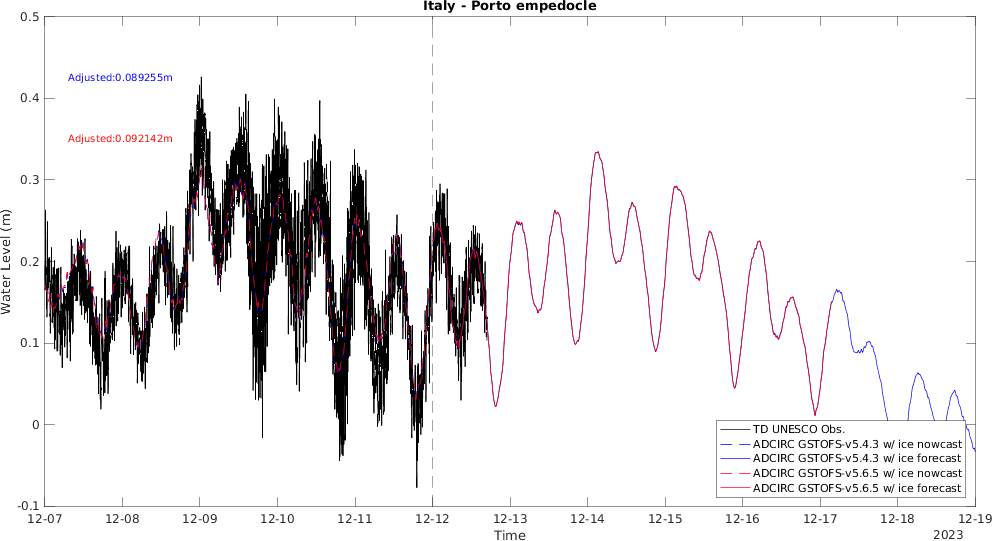 Italy - Porto empedocle
0.5
0.4
0.3
0.2
0.1
0
-0.1
Water Level (m)
Adjusted:0.089255m
Adjusted:0.092142m
TD UNESCO Obs.
ADCIRC GSTOFS-v5.4.3 w/ ice nowcast
ADCIRC GSTOFS-v5.4.3 w/ ice forecast
ADCIRC GSTOFS-v5.6.5 w/ ice nowcast
ADCIRC GSTOFS-v5.6.5 w/ ice forecast
12-07 12-08 12-09 12-10 12-11 12-12 12-13 12-14 12-15 12-16 12-17 12-18 12-19
Time
2023